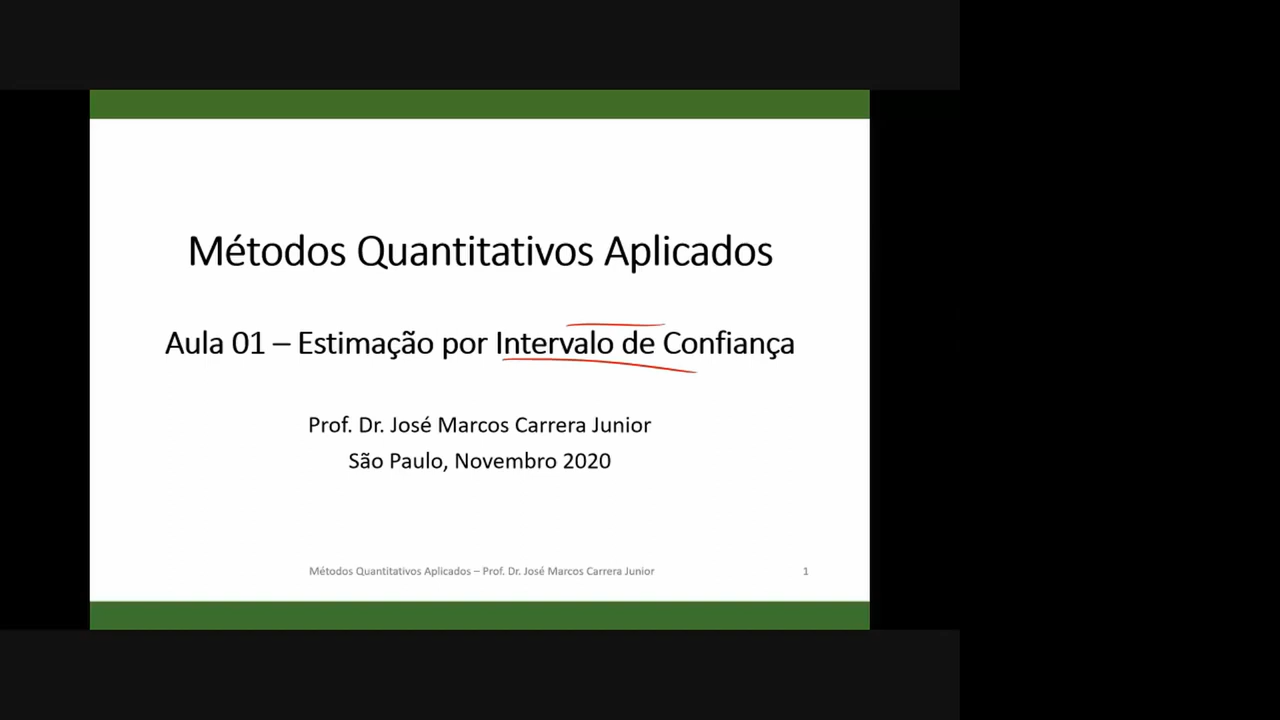 Métodos Quantitativos Aplicados
Aula 01 – Estimação por Intervalo de Confiança
Prof. Dr. José Marcos Carrera Junior
São Paulo, Novembro 2020
Métodos Quantitativos Aplicados – Prof. Dr. José Marcos Carrera Junior
1